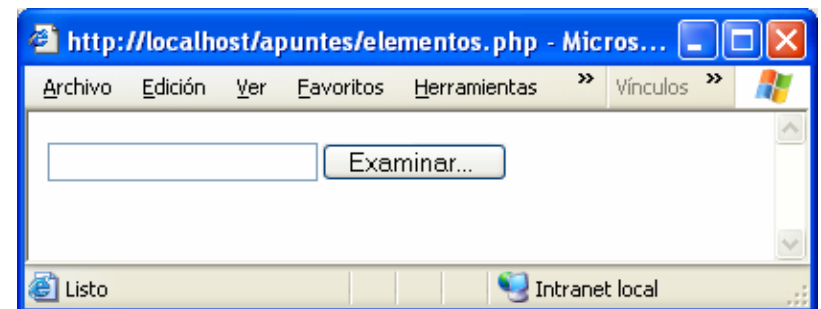 http://localhost/apuntes/elementos.php - Micros...
Archivo Edición Ver Favoritos Herramientas » Vínculos »
Examinar...
Listo Intranet local